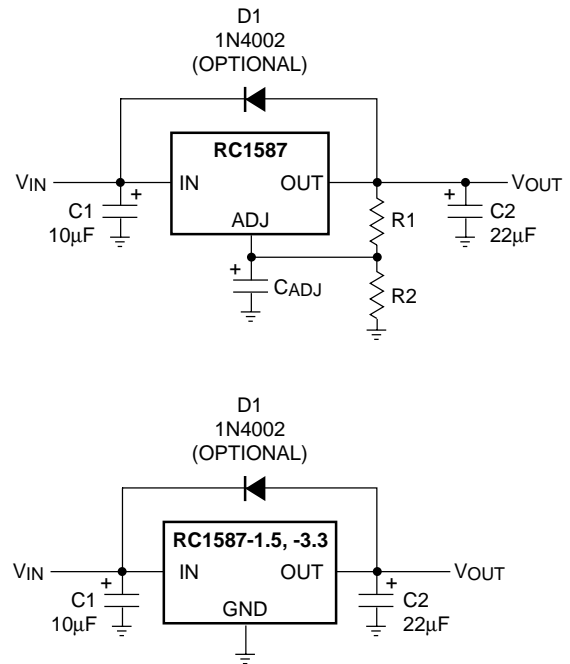 D1
1N4002
(OPTIONAL)
RC1587
VIN
IN
OUT
VOUT
+
C1
10µF
ADJ
R1
+
C2
22µF
+
CADJ
R2
D1
1N4002
(OPTIONAL)
RC1587-1.5, -3.3
VIN
IN
OUT
VOUT
+
C1
10µF
GND
+
C2
22µF